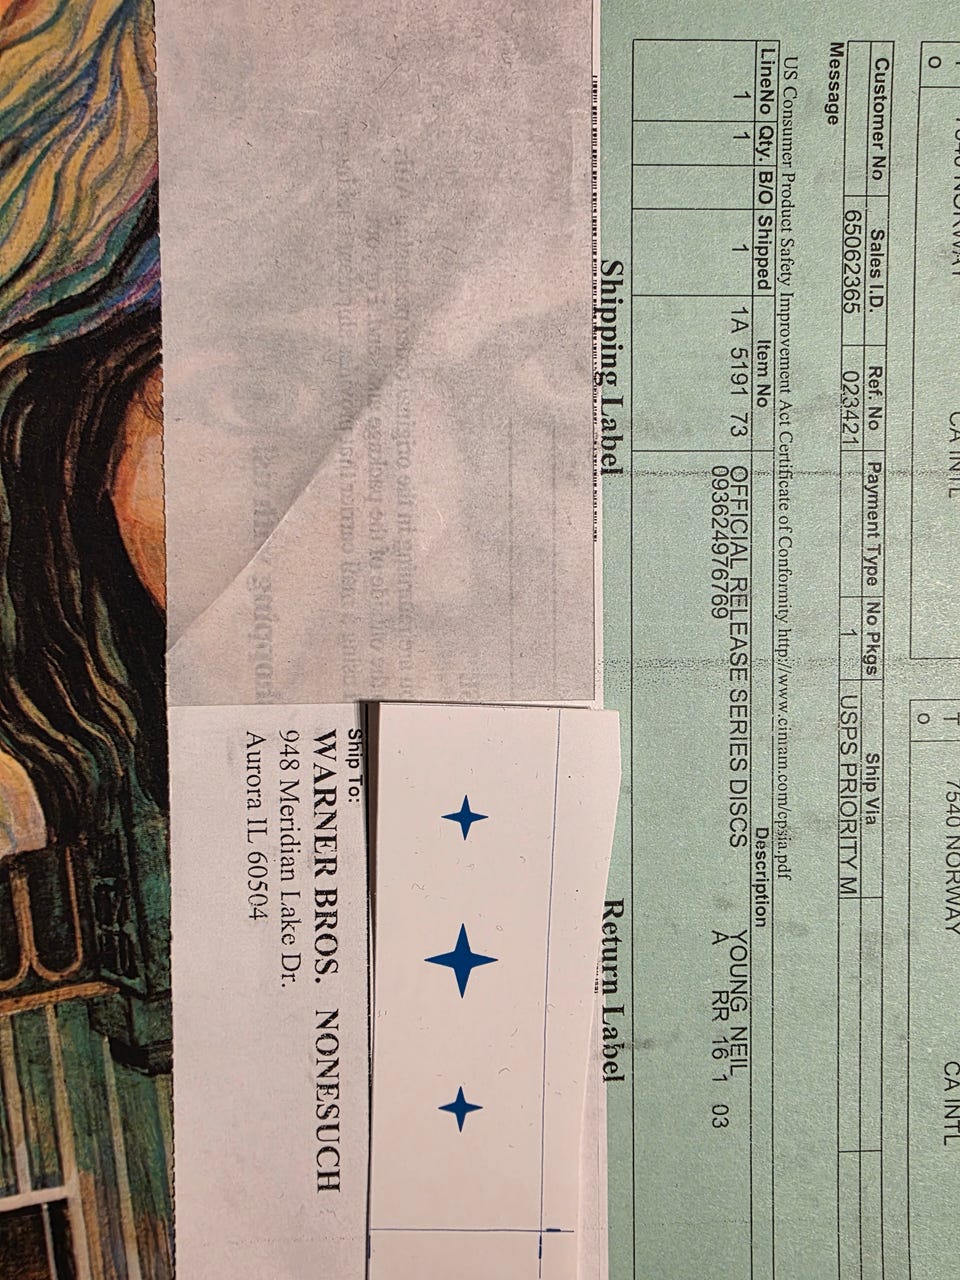 7540 NORWAY
CA INTL
CA INTL
Customer No Sales I.D. Ref. No Payment Type No Pkgs Ship Via
65062365 023421 1 USPS PRIORITY M
Message
US Consumer Product Safety Improvement Act Certificate of Conformity http://www.cinram.com/cpsia.pdf
LineNo Qty. B/O Shipped Item No Description
1 1 1 1A 5191 73 OFFICIAL RELEASE SERIES DISCS YOUNG NEIL
093624976769 A RR 16 1 03
Shipping Label Return Label
Ship To:
WARNER BROS. NONESUCH
948 Meridian Lake Dr.
Aurora IL 60504